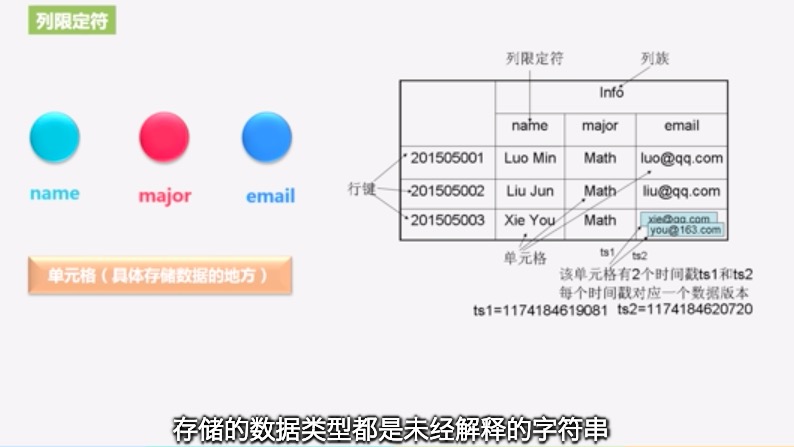 列限定符
列限定符 列族
Info
name major email
201505001 Luo Min Math luo@qq.com
行键
201505002 Liu Jun Math liu@qq.com
201505003 Xie You Math xie@qq.com
you@163.com
name major email
单元格
ts1 ts2
单元格（具体存储数据的地方）
该单元格有2个时间戳ts1和ts2
每个时间戳对应一个数据版本
ts1=1174184619081 ts2=1174184620720
存储的数据类型都是未经解释的字符串